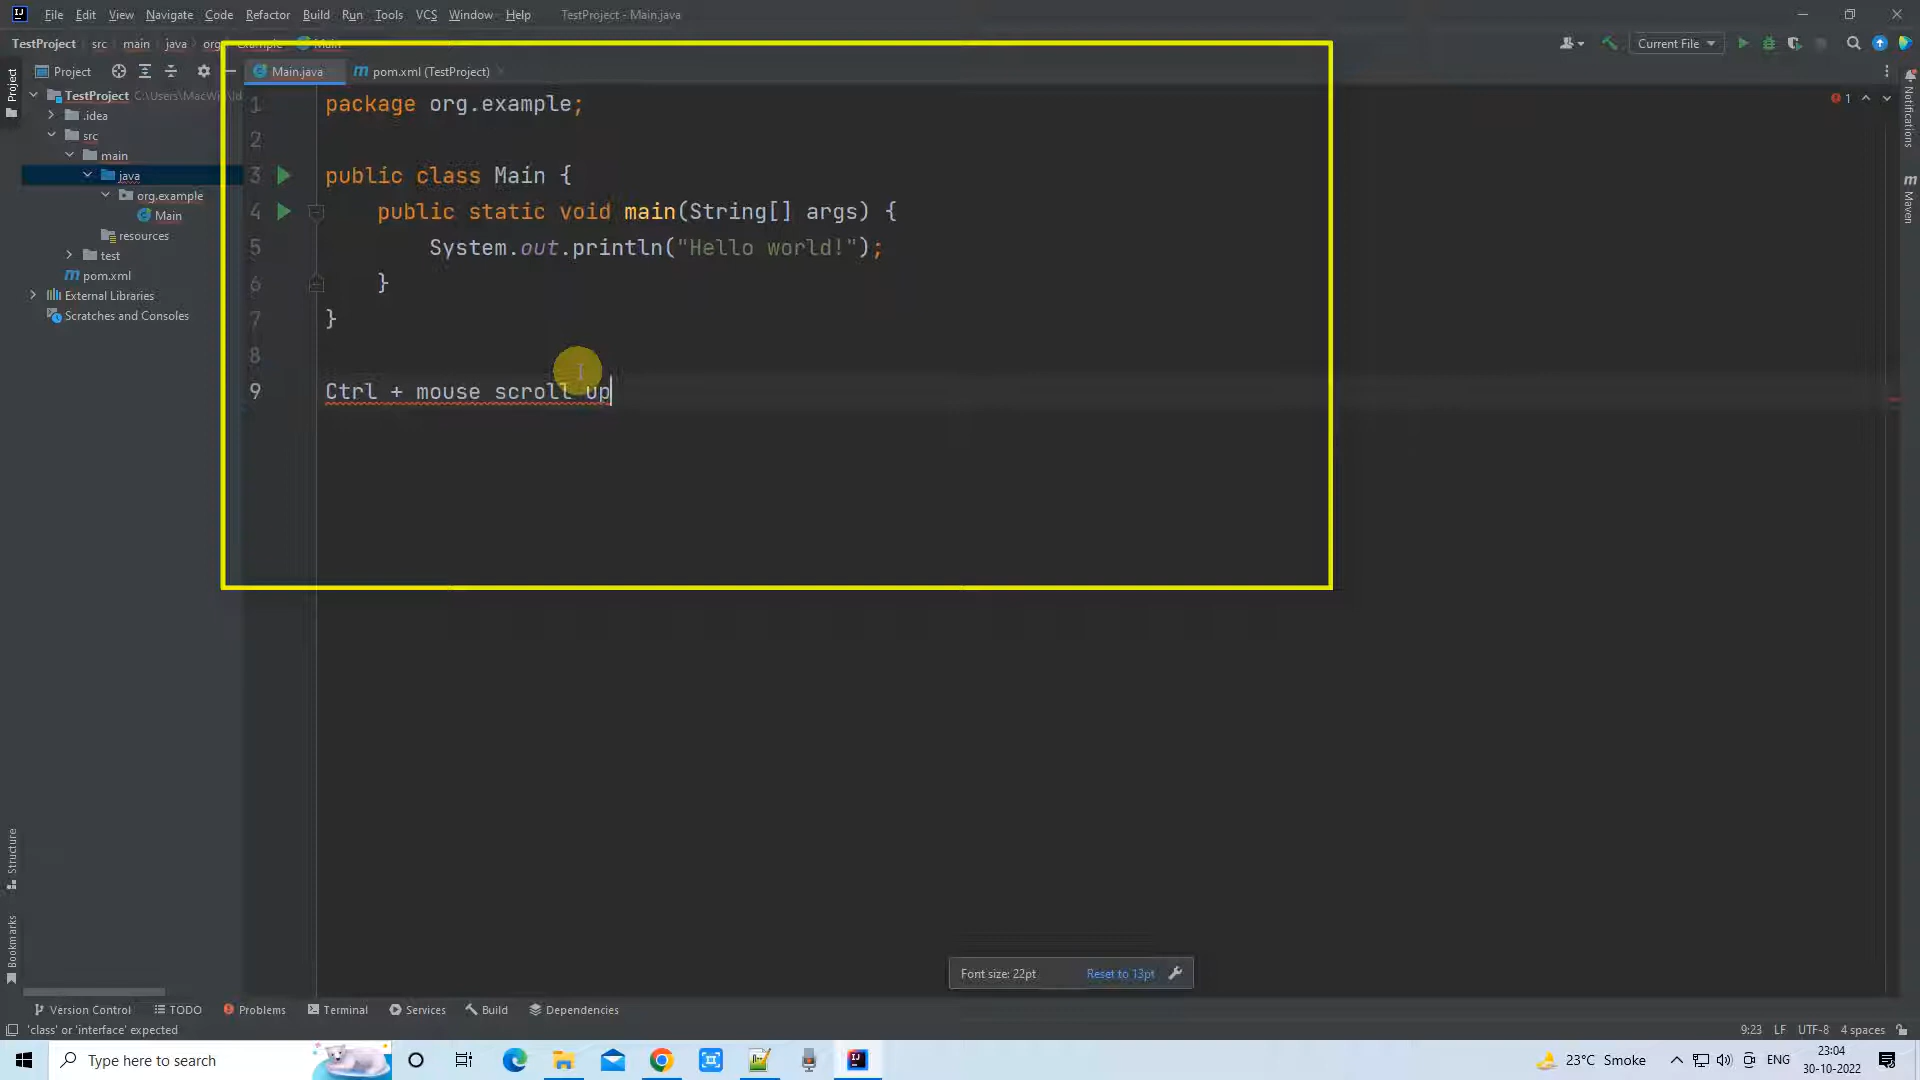 File Edit View Navigate Code Refactor Build Run Tools VCS Window Help TestProject - Main.java
TestProject src main java org example Main Current File
Project Main.java pom.xml (TestProject)
Project
TestProject C:\Users\MacWi
.idea
src
main
java
org.example
Main
resources
test
pom.xml
External Libraries
Scratches and Consoles
1 package org.example;
2
3 public class Main {
4 public static void main(String[] args) {
5 System.out.println("Hello world!");
6 }
7 }
8
9 Ctrl + mouse scroll up
1
Notifications
Maven
Structure
Bookmarks
Font size: 22pt Reset to 13pt
Version Control TODO Problems Terminal Services Build Dependencies
'class' or 'interface' expected 9:23 LF UTF-8 4 spaces
Type here to search 23°C Smoke ENG 23:04
30-10-2022